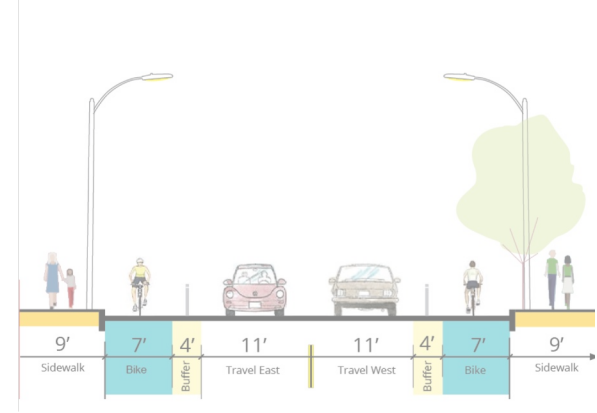 9’ 7’ 4’ 11’ 11’ 4’ 7’ 9’
Sidewalk Bike Buffer Travel East Travel West Buffer Bike Sidewalk